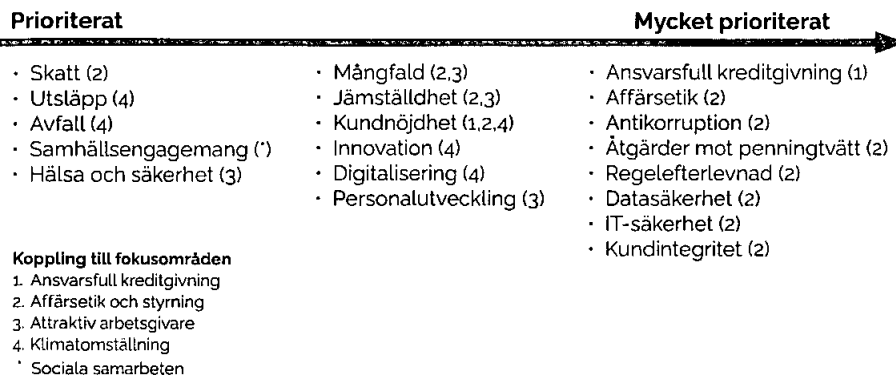 Prioriterat
Mycket prioriterat
· Skatt (2)
· Utsläpp (4)
· Avfall (4)
· Samhällsengagemang (*)
· Hälsa och säkerhet (3)
· Mångfald (2,3)
· Jämställdhet (2,3)
· Kundnöjdhet (1,2,4)
· Innovation (4)
· Digitalisering (4)
· Personalutveckling (3)
· Ansvarsfull kreditgivning (1)
· Affärsetik (2)
· Antikorruption (2)
· Åtgärder mot penningtvätt (2)
· Regelefterlevnad (2)
· Datasäkerhet (2)
· IT-säkerhet (2)
· Kundintegritet (2)
Koppling till fokusområden
1. Ansvarsfull kreditgivning
2. Affärsetik och styrning
3. Attraktiv arbetsgivare
4. Klimatomställning
* Sociala samarbeten